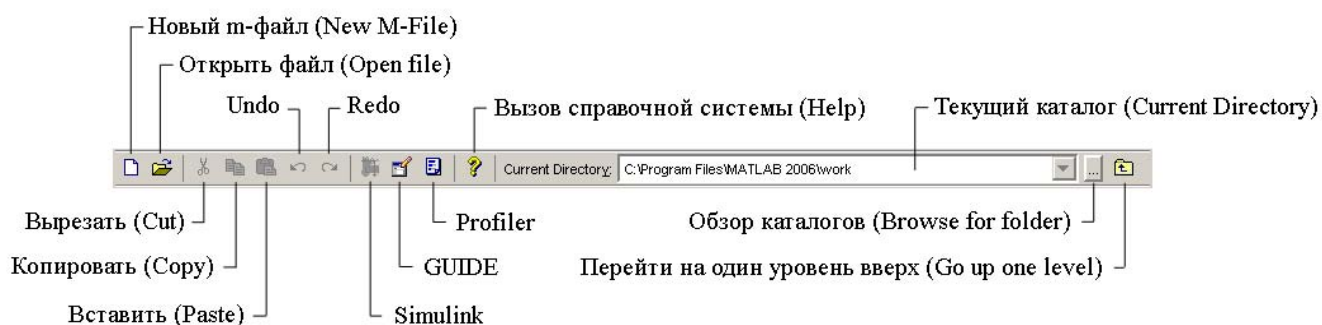 Новый m-файл (New M-File)
Открыть файл (Open file)
Undo
Redo
Вызов справочной системы (Help)
Текущий каталог (Current Directory)
Current Directory: C:\Program Files\MATLAB 2006\work
...
Вырезать (Cut)
Profiler
Обзор каталогов (Browse for folder)
Копировать (Copy)
GUIDE
Перейти на один уровень вверх (Go up one level)
Вставить (Paste)
Simulink